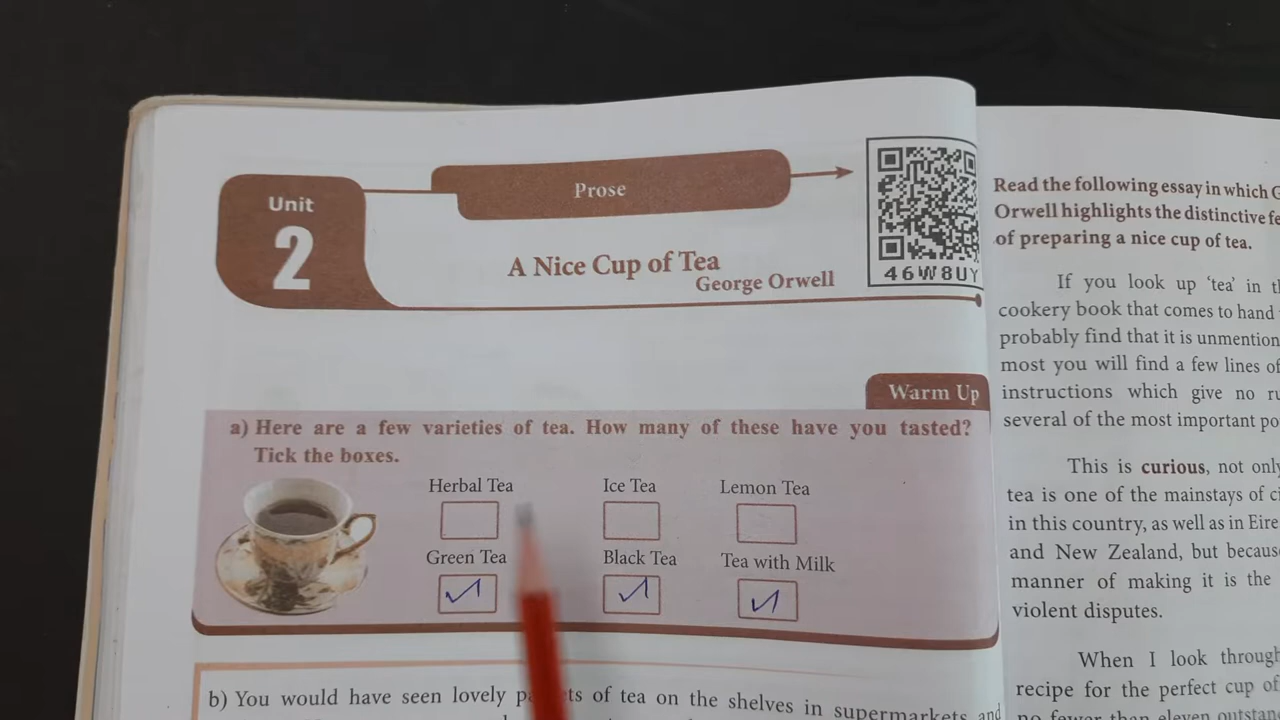 Unit
2
Prose
A Nice Cup of Tea
George Orwell
46W8UY
Warm Up
a) Here are a few varieties of tea. How many of these have you tasted?
Tick the boxes.
Herbal Tea Ice Tea Lemon Tea
Green Tea Black Tea Tea with Milk
b) You would have seen lovely of tea on the shelves in supermarkets and
Read the following essay in which
Orwell highlights the distinctive
of preparing a nice cup of tea.
If you look up ‘tea’ in
cookery book that comes to hand
probably find that it is
most you will find a few lines of
instructions which give no
several of the most important
This is curious, not only
tea is one of the mainstays of
in this country, as well as in Eire
and New Zealand, but
manner of making it is the
violent disputes.
When I look through
recipe for the perfect cup of
no fewer than eleven